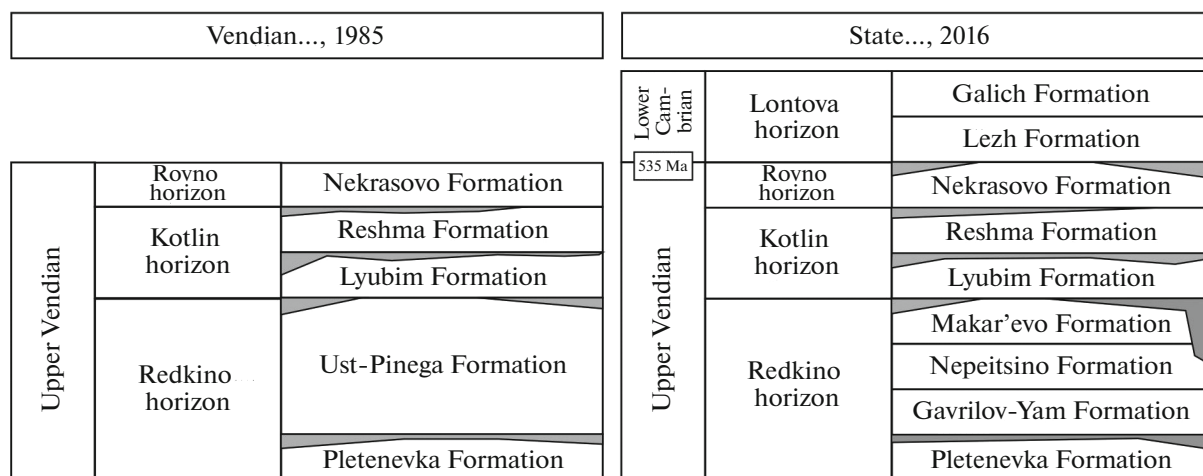 Vendian..., 1985
Upper Vendian
Rovno
horizon
Nekrasovo Formation
Kotlin
horizon
Reshma Formation
Lyubim Formation
Redkino
horizon
Ust-Pinega Formation
Pletenevka Formation
State..., 2016
Lower
Cam-
brian
535 Ma
Upper Vendian
Lontova
horizon
Galich Formation
Lezh Formation
Rovno
horizon
Nekrasovo Formation
Kotlin
horizon
Reshma Formation
Lyubim Formation
Redkino
horizon
Makar'evo Formation
Nepeitsino Formation
Gavrilov-Yam Formation
Pletenevka Formation